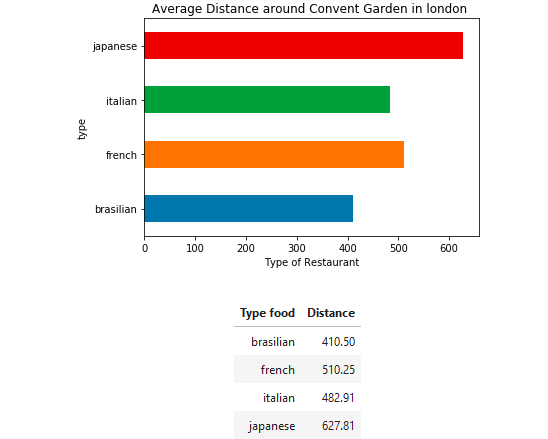 Average Distance around Convent Garden in london
japanese
italian
french
brasilian
type
0 100 200 300 400 500 600
Type of Restaurant
Type food Distance
brasilian 410.50
french 510.25
italian 482.91
japanese 627.81